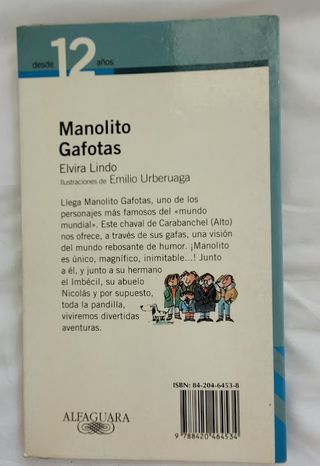 desde 12 años
Manolito
Gafotas
Elvira Lindo
Ilustraciones de Emilio Urberuaga
Llega Manolito Gafotas, uno de los
personajes más famosos del «mundo
mundial». Este chaval de Carabanchel (Alto)
nos ofrece, a través de sus gafas, una visión
del mundo rebosante de humor. ¡Manolito
es único, magnífico, inimitable...! Junto
a él, y junto a su hermano
el Imbécil, su abuelo
Nicolás y por supuesto,
toda la pandilla,
viviremos divertidas
aventuras.
ISBN: 84-204-6453-8
ALFAGUARA
9 788420 464534